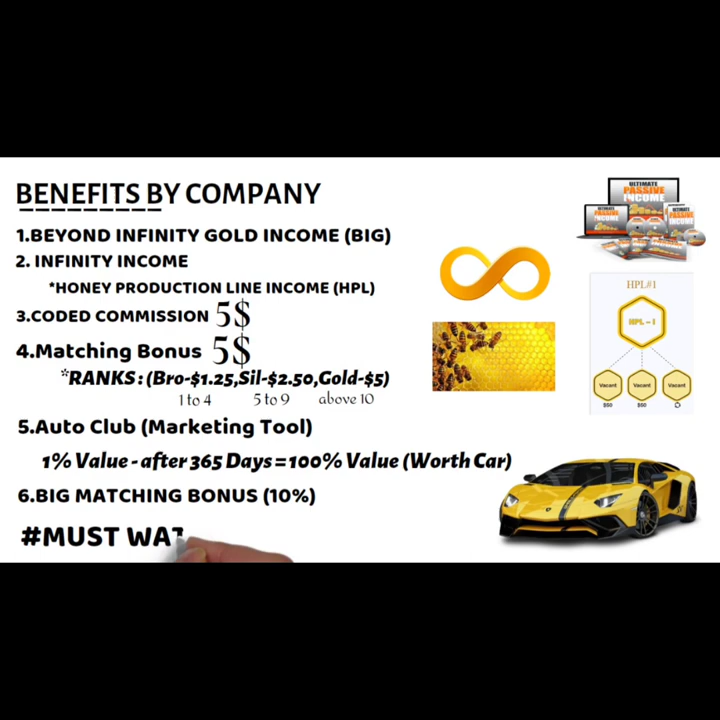 BENEFITS BY COMPANY
1.BEYOND INFINITY GOLD INCOME (BIG)
2. INFINITY INCOME
*HONEY PRODUCTION LINE INCOME (HPL)
3.CODED COMMISSION 5$
4.Matching Bonus 5$
*RANKS : (Bro-$1.25,Sil-$2.50,Gold-$5)
1 to 4 5 to 9 above 10
5.Auto Club (Marketing Tool)
1% Value - after 365 Days = 100% Value (Worth Car)
6.BIG MATCHING BONUS (10%)
#MUST WAT
ULTIMATE
PASSIVE
INCOME
HPL#1
HPL – 1
Vacant Vacant Vacant
$50 $50